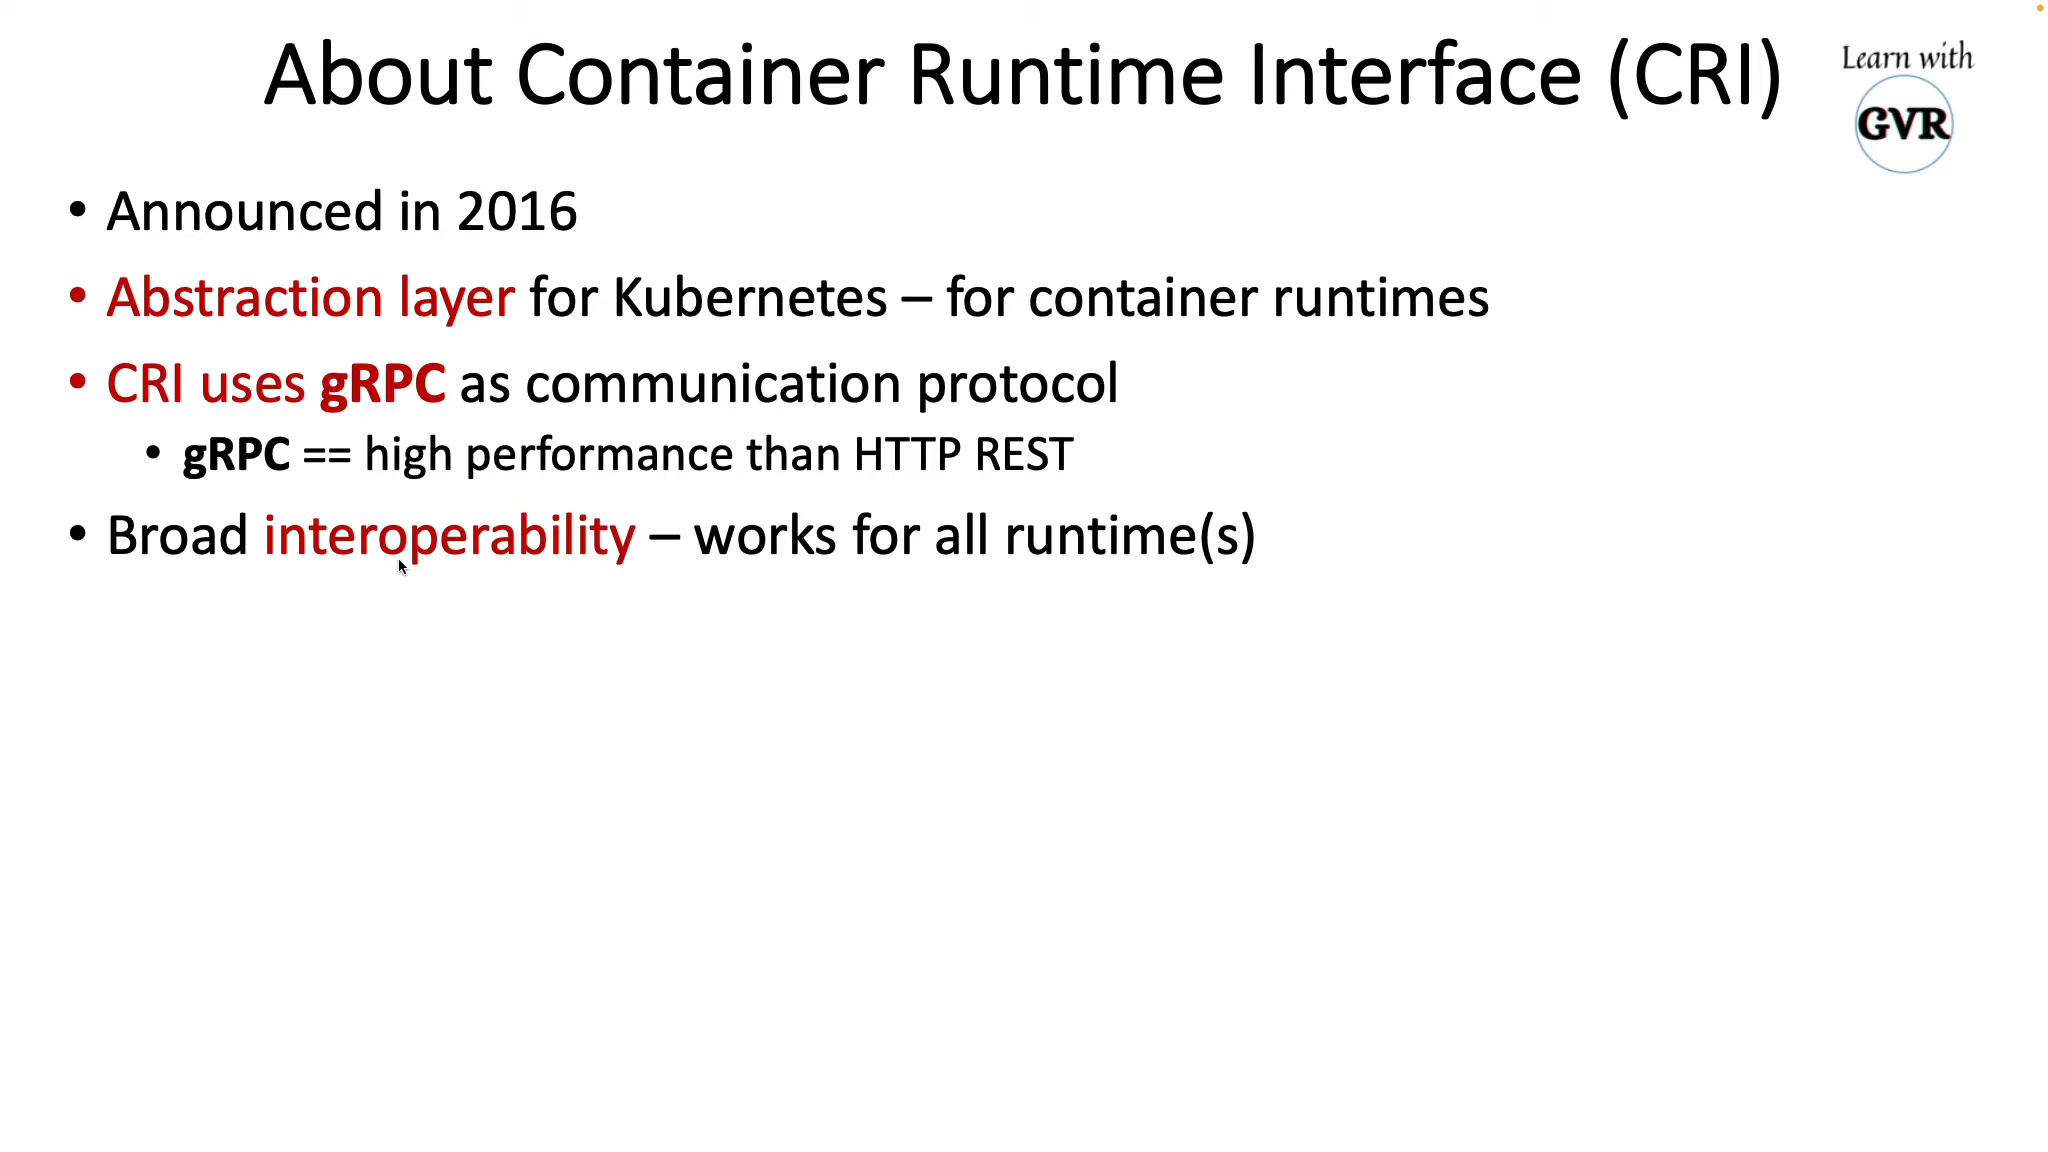 About Container Runtime Interface (CRI)
Learn with
GVR
• Announced in 2016
• Abstraction layer for Kubernetes – for container runtimes
• CRI uses gRPC as communication protocol
• gRPC == high performance than HTTP REST
• Broad interoperability – works for all runtime(s)